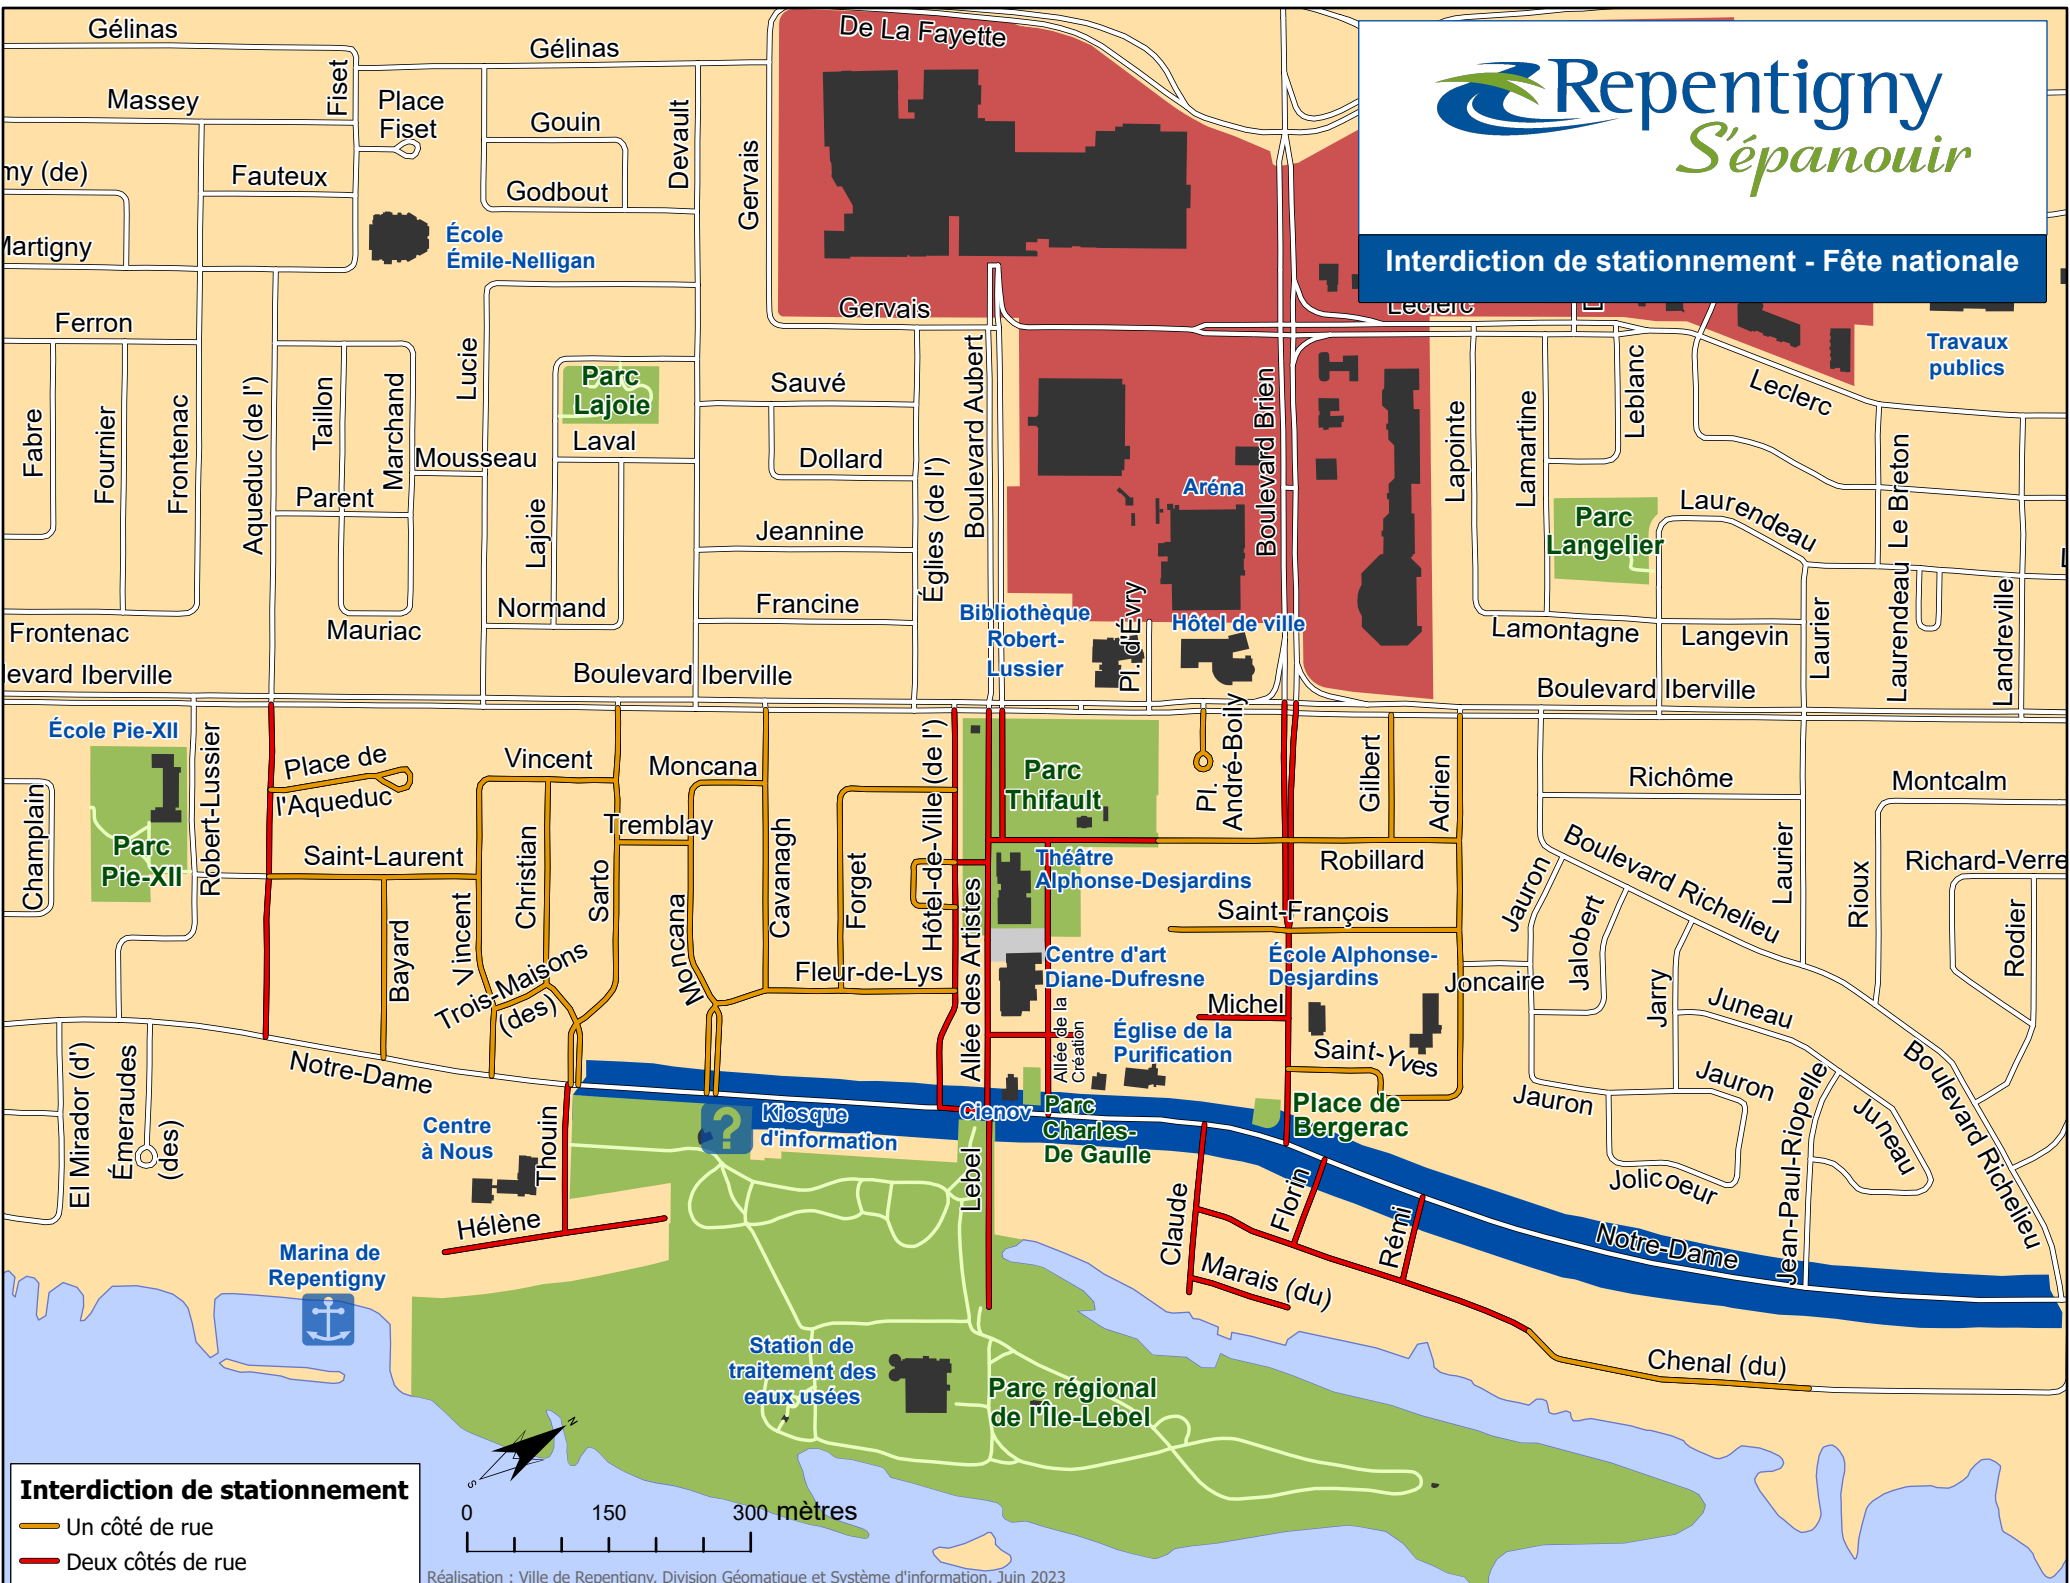 Gélinas
Gélinas
De La Fayette
Massey
Fiset
Place
Fiset
Gouin
Devault
Gervais
my (de)
Fauteux
Godbout
Martigny
École
Émile-Nelligan
Repentigny
S'épanouir
Interdiction de stationnement - Fête nationale
Ferron
Gervais
Leclerc
Travaux
publics
Fabre
Fournier
Frontenac
Aqueduc (de l')
Taillon
Marchand
Lucie
Parc
Lajoie
Sauvé
Boulevard Aubert
Boulevard Brien
Lapointe
Lamartine
Leblanc
Leclerc
Mousseau
Laval
Dollard
Parent
Lajoie
Jeannine
Églies (de l')
Aréna
Parc
Langelier
Laurendeau
Laurendeau Le Breton
Landreville
Frontenac
Mauriac
Normand
Francine
Bibliothèque
Robert-
Lussier
Pl. d'Évry
Hôtel de ville
Lamontagne
Langevin
Laurier
levard Iberville
Boulevard Iberville
Boulevard Iberville
École Pie-XII
Robert-Lussier
Place de
l'Aqueduc
Vincent
Moncana
Hôtel-de-Ville (de l')
Parc
Thifault
Pl.
André-Boily
Gilbert
Adrien
Richôme
Montcalm
Champlain
Parc
Pie-XII
Saint-Laurent
Christian
Tremblay
Sarto
Cavanagh
Forget
Théâtre
Alphonse-Desjardins
Robillard
Boulevard Richelieu
Laurier
Rioux
Richard-Verre
Bayard
Vincent
Trois-Maisons
(des)
Moncana
Fleur-de-Lys
Allée des Artistes
Centre d'art
Diane-Dufresne
Saint-François
École Alphonse-
Desjardins
Jauron
Jalobert
Rodier
Joncaire
Jarry
Juneau
Michel
Allée de la
Création
Église de la
Purification
Saint-Yves
El Mirador (d')
Émeraudes
(des)
Notre-Dame
Centre
à Nous
Thouin
Kiosque
d'information
?
Cienov
Parc
Charles-
De Gaulle
Place de
Bergerac
Jauron
Jauron
Jean-Paul-Riopelle
Juneau
Boulevard Richelieu
Jolicoeur
Hélène
Lebel
Claude
Florin
Rémi
Notre-Dame
Marina de
Repentigny
Marais (du)
Station de
traitement des
eaux usées
Parc régional
de l'Île-Lebel
Chenal (du)
N
S
0 150 300 mètres
Interdiction de stationnement
Un côté de rue
Deux côtés de rue
Réalisation : Ville de Repentigny, Division Géomatique et Système d'information, Juin 2023